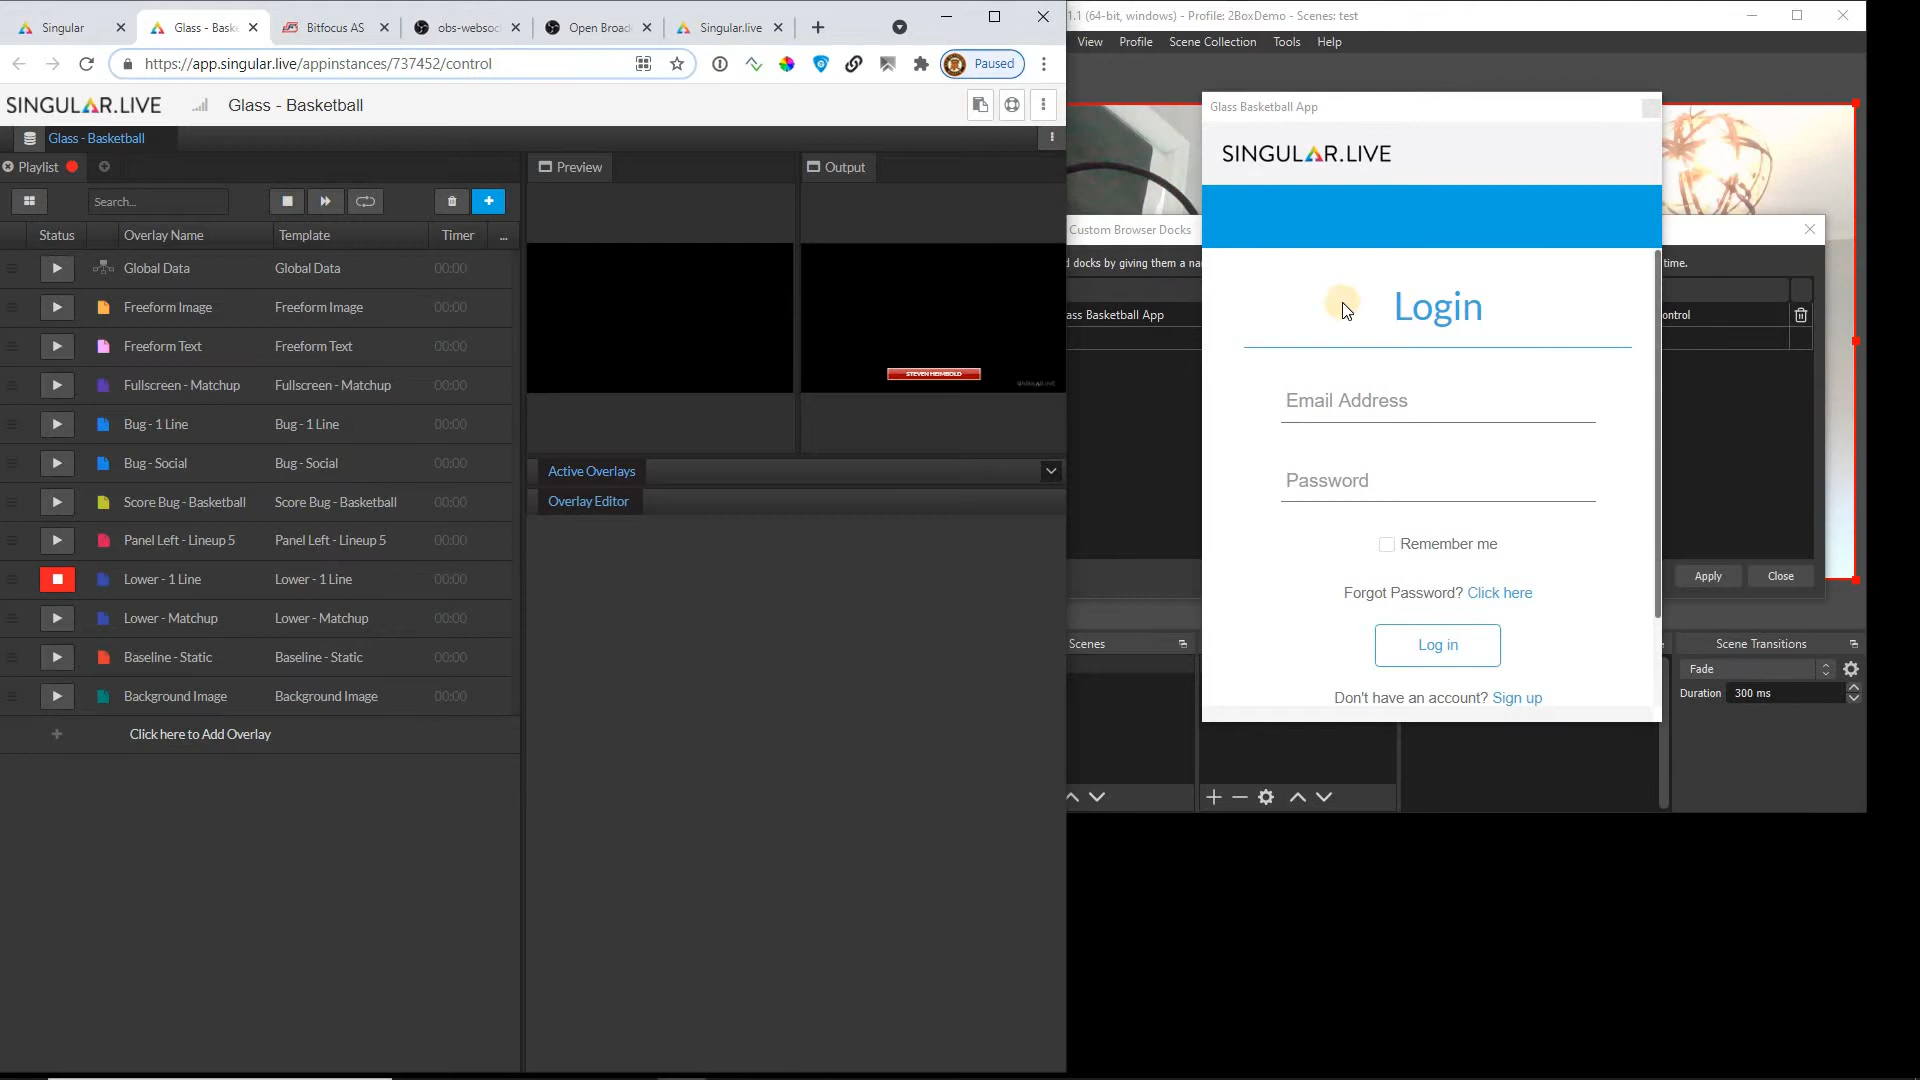 Singular
Glass - Baske
Bitfocus AS
obs-websoc
Open Broad
Singular.live
https://app.singular.live/appinstances/737452/control
Paused
SINGULAR.LIVE
Glass - Basketball
Glass - Basketball
Playlist
Search...
Status
Overlay Name
Template
Timer
...
Global Data
Global Data
00:00
Freeform Image
Freeform Image
00:00
Freeform Text
Freeform Text
00:00
Fullscreen - Matchup
Fullscreen - Matchup
00:00
Bug - 1 Line
Bug - 1 Line
00:00
Bug - Social
Bug - Social
00:00
Score Bug - Basketball
Score Bug - Basketball
00:00
Panel Left - Lineup 5
Panel Left - Lineup 5
00:00
Lower - 1 Line
Lower - 1 Line
00:00
Lower - Matchup
Lower - Matchup
00:00
Baseline - Static
Baseline - Static
00:00
Background Image
Background Image
00:00
Click here to Add Overlay
Preview
Output
STEVEN HEIMBOLD
SINGULAR.LIVE
Active Overlays
Overlay Editor
1.1 (64-bit, windows) - Profile: 2BoxDemo - Scenes: test
View
Profile
Scene Collection
Tools
Help
Custom Browser Docks
d docks by giving them a na
time.
ass Basketball App
ontrol
Apply
Close
Glass Basketball App
SINGULAR.LIVE
Login
Email Address
Password
Remember me
Forgot Password? Click here
Log in
Don't have an account? Sign up
Scenes
Scene Transitions
Fade
Duration
300 ms